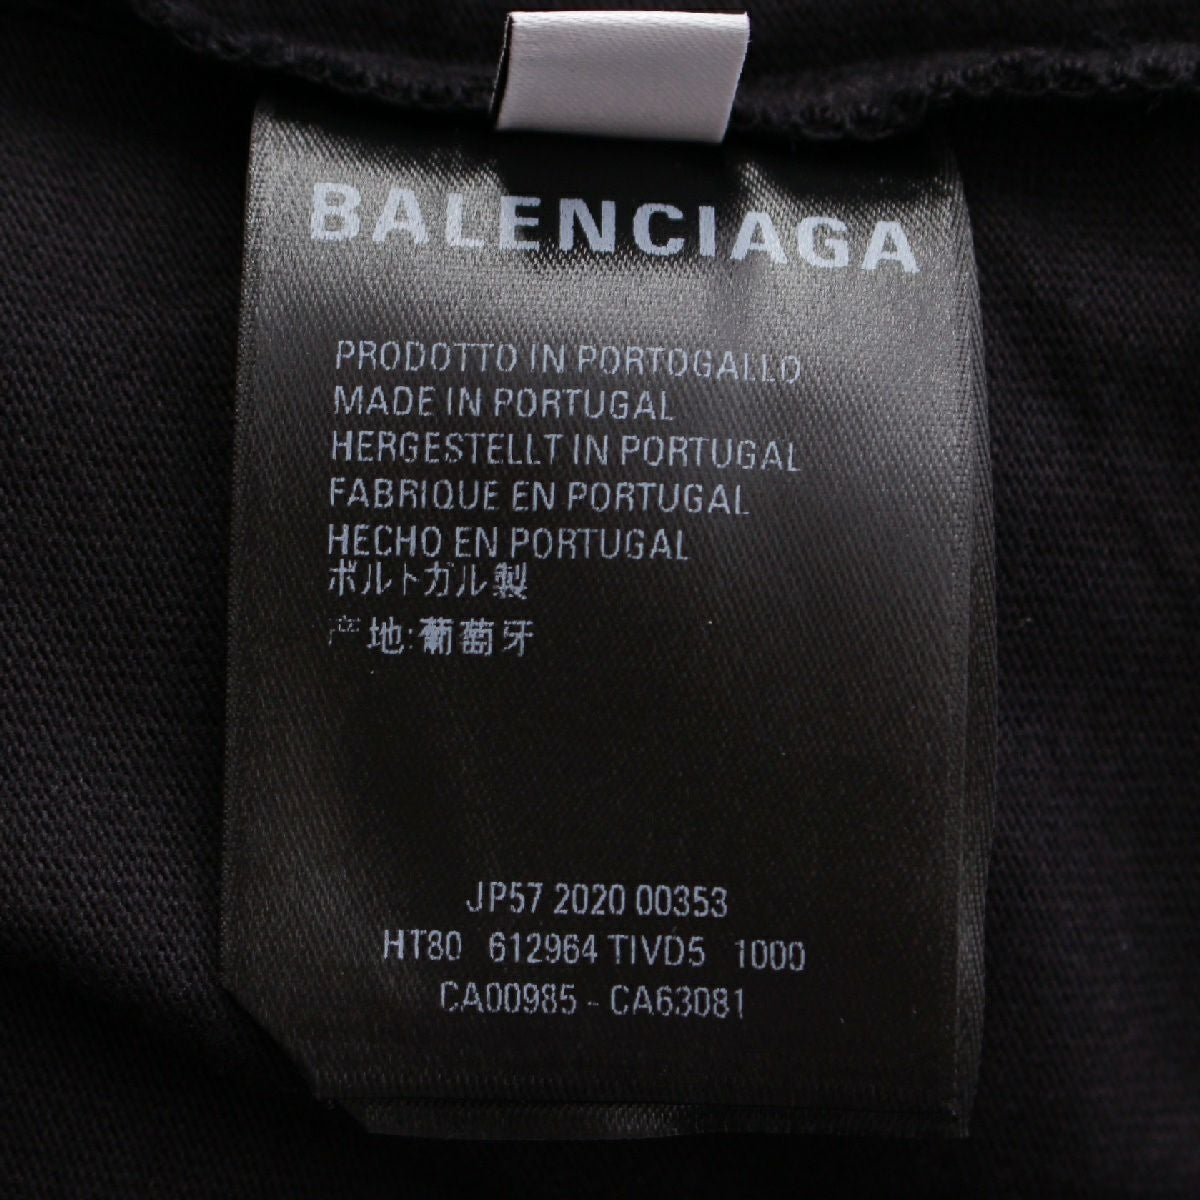 BALENCIAGA
PRODOTTO IN PORTOGALLO
MADE IN PORTUGAL
HERGESTELLT IN PORTUGAL
FABRIQUE EN PORTUGAL
HECHO EN PORTUGAL
ポルトガル製
产地:葡萄牙
JP57 2020 00353
HT80 612964 TIVD5 1000
CA00985 - CA63081